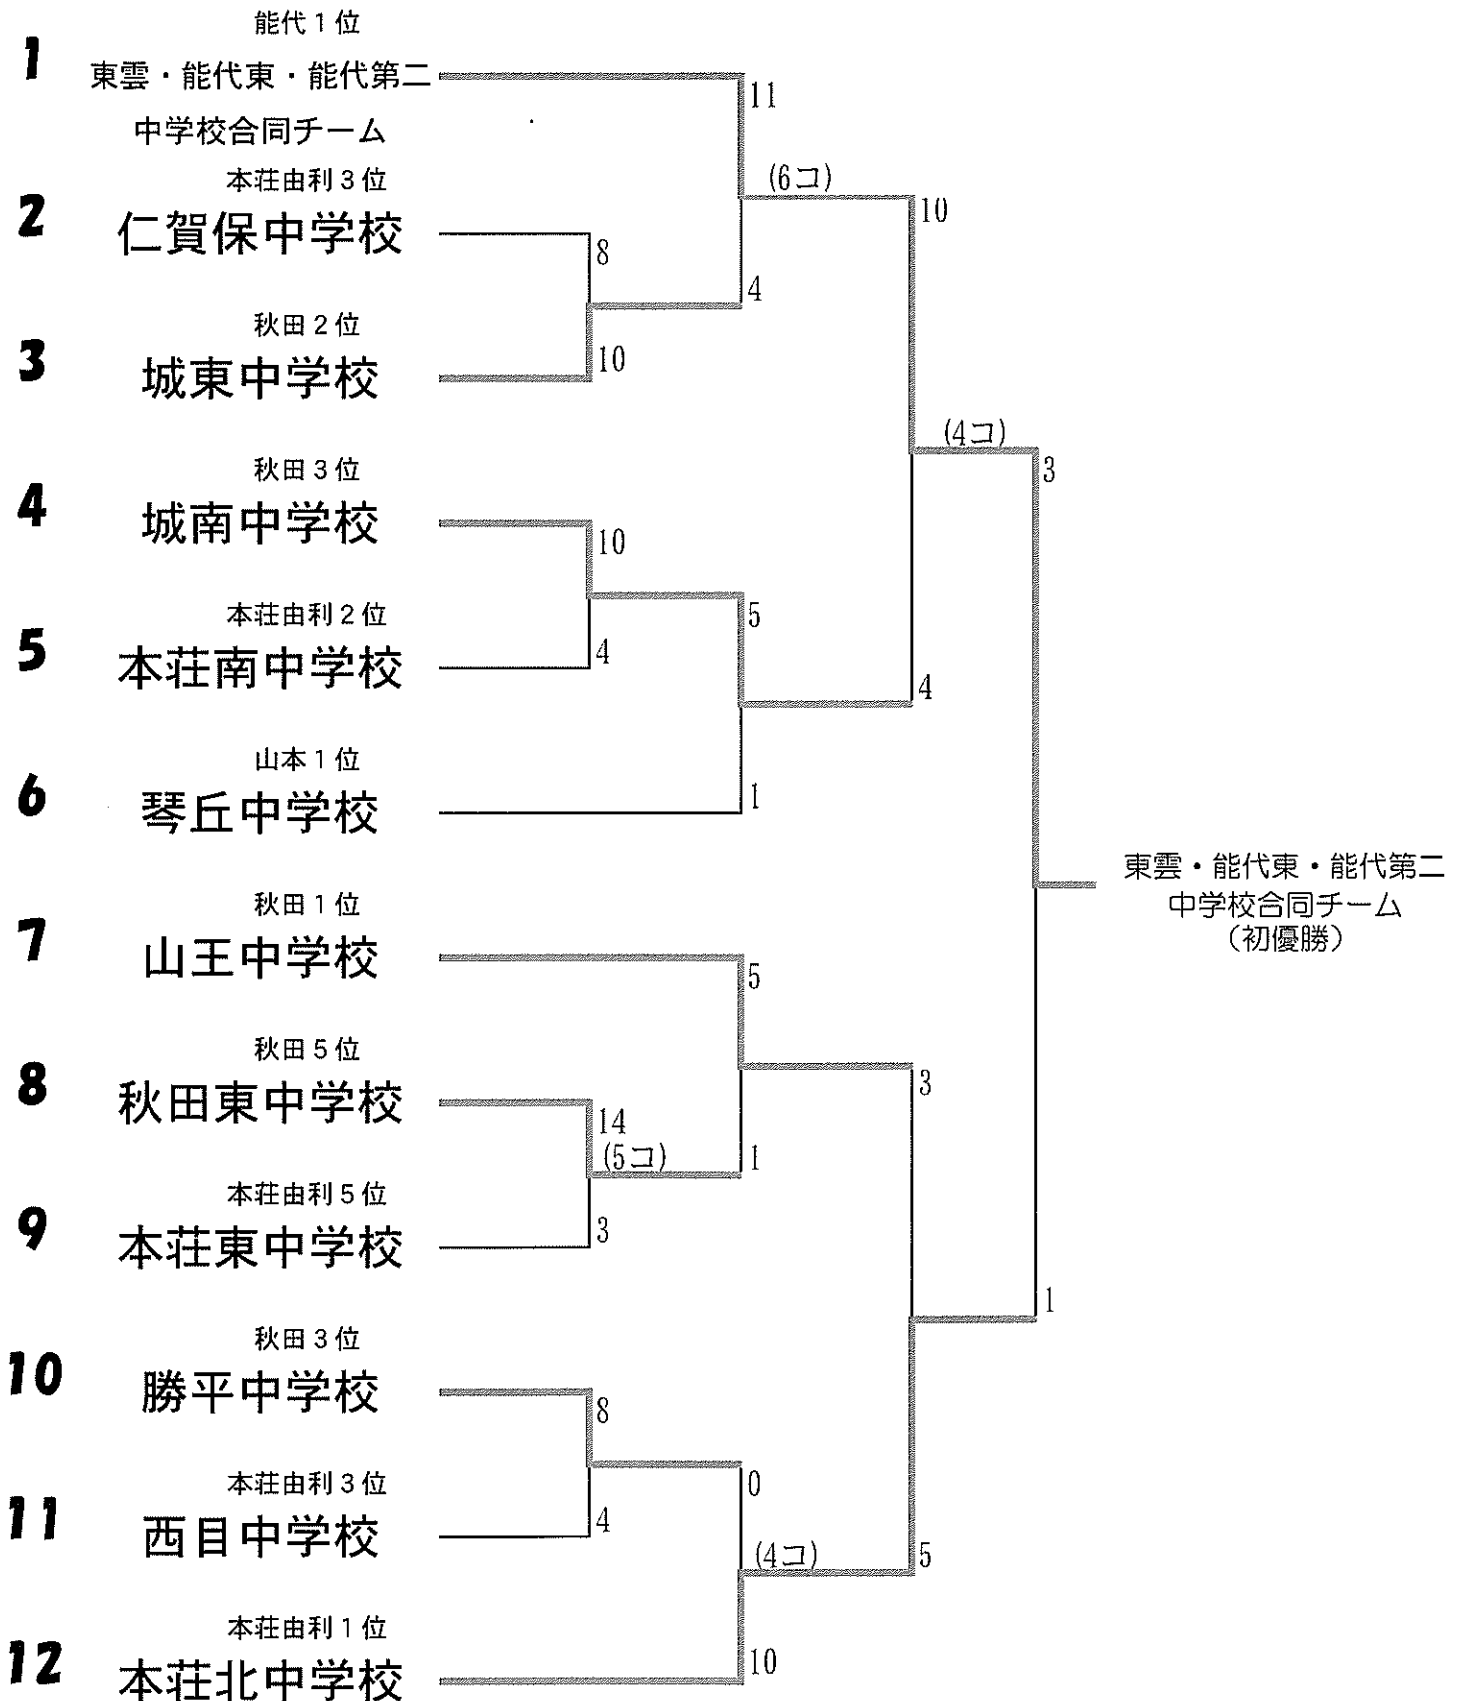 能代1位
1
東雲・能代東・能代第二
中学校合同チーム
11
本荘由利3位
(6コ)
2
仁賀保中学校
10
8
4
秋田2位
3
城東中学校
10
(4コ)
3
秋田3位
4
城南中学校
10
本荘由利2位
5
5
本荘南中学校
4
4
山本1位
6
琴丘中学校
1
東雲・能代東・能代第二
中学校合同チーム
(初優勝)
秋田1位
7
山王中学校
5
秋田5位
8
秋田東中学校
3
14
(5コ)
1
本荘由利5位
9
本荘東中学校
3
1
秋田3位
10
勝平中学校
8
本荘由利3位
0
11
西目中学校
4
(4コ)
5
本荘由利1位
12
本荘北中学校
10